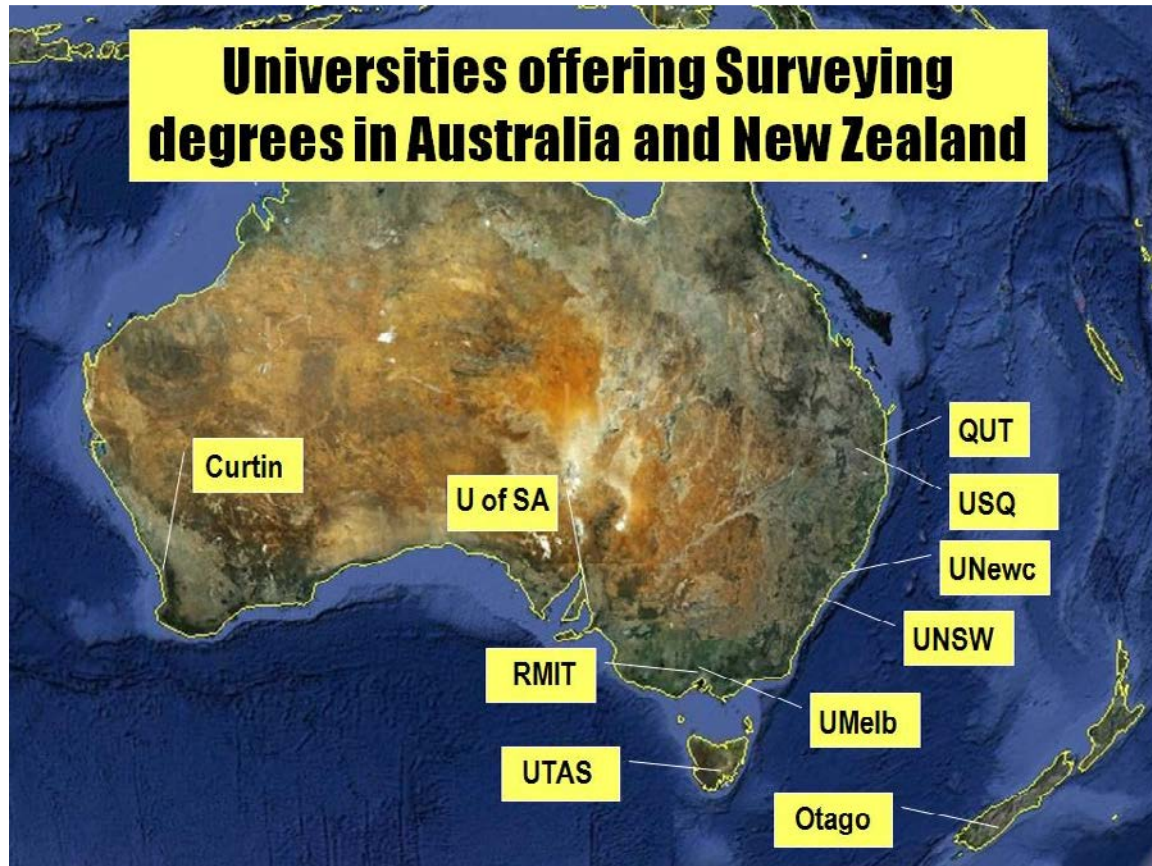 Universities offering Surveying
degrees in Australia and New Zealand
QUT
Curtin
U of SA
USQ
UNewc
UNSW
RMIT
UMelb
UTAS
Otago